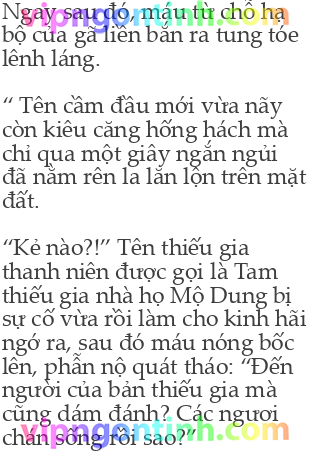 Ngay sau đó, máu từ chỗ hạ
bộ của gã liền bắn ra tung tóe
lênh láng.
“ Tên cầm đầu mới vừa nãy
còn kiêu căng hống hách mà
chỉ qua một giây ngắn ngủi
đã nằm rên la lăn lộn trên mặt
đất.
“Kẻ nào?!” Tên thiếu gia
thanh niên được gọi là Tam
thiếu gia nhà họ Mộ Dung bị
sự cố vừa rồi làm cho kinh hãi
ngớ ra, sau đó máu nóng bốc
lên, phẫn nộ quát tháo: “Đến
người của bản thiếu gia mà
cũng dám đánh? Các ngươi
chán sống rồi sao?”
vipngontinh.com
vipngontinh.com
vipngontinh.com